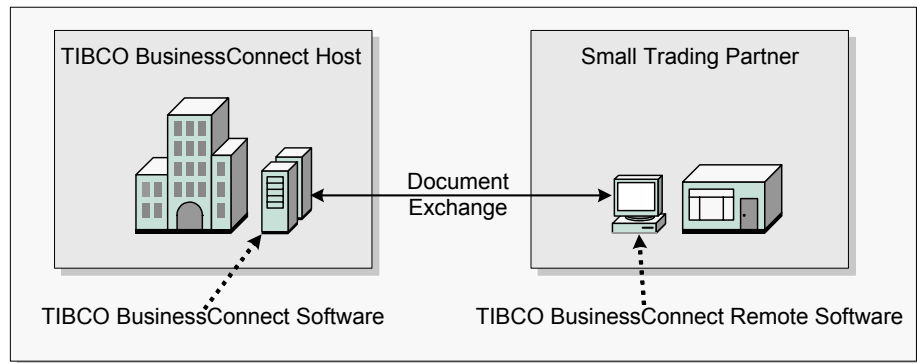 TIBCO BusinessConnect Host
Small Trading Partner
Document
Exchange
TIBCO BusinessConnect Software
TIBCO BusinessConnect Remote Software